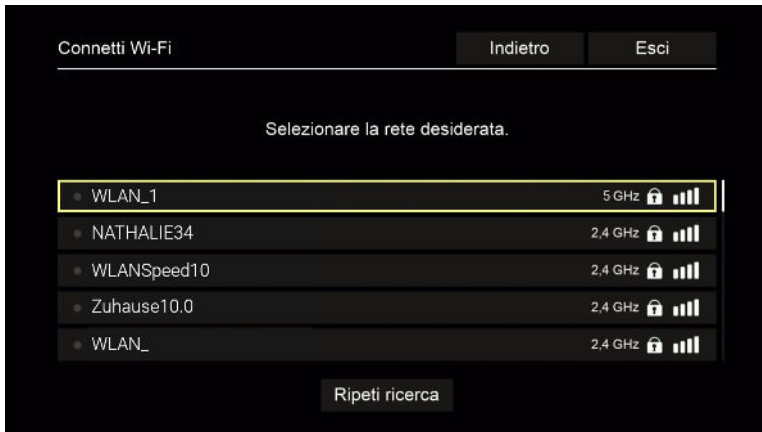 Connetti Wi-Fi Indietro Esci
Selezionare la rete desiderata.
WLAN_1 5 GHz
NATHALIE34 2,4 GHz
WLANSpeed10 2,4 GHz
Zuhause10.0 2,4 GHz
WLAN_ 2,4 GHz
Ripeti ricerca